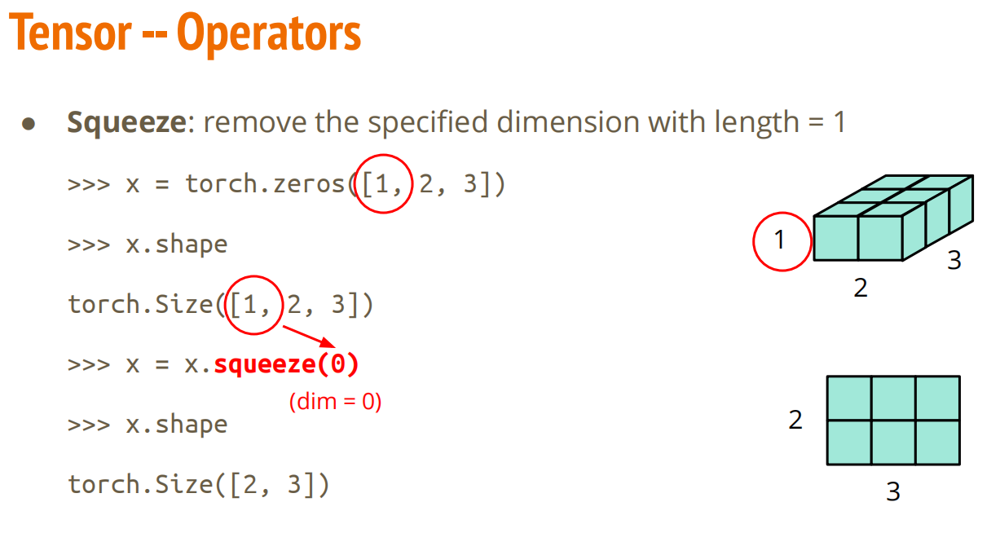 Tensor -- Operators
● Squeeze: remove the specified dimension with length = 1
>>> x = torch.zeros([1, 2, 3])
>>> x.shape
torch.Size([1, 2, 3])
>>> x = x.squeeze(0)
(dim = 0)
>>> x.shape
torch.Size([2, 3])
1
3
2
2
3